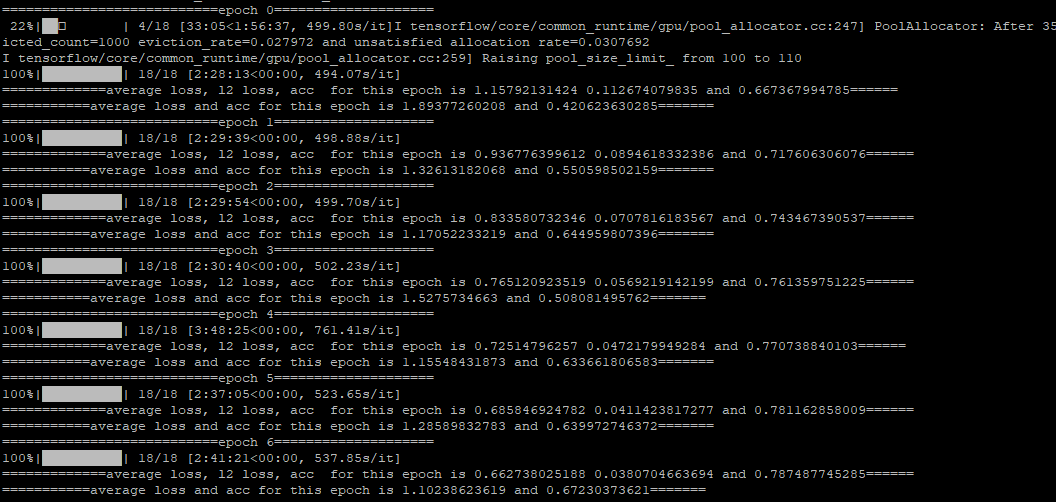 ===========================epoch 0====================
 22%|██▏       | 4/18 [33:05<1:56:37, 499.80s/it]I tensorflow/core/common_runtime/gpu/pool_allocator.cc:247] PoolAllocator: After 35
icted_count=1000 eviction_rate=0.027972 and unsatisfied allocation rate=0.0307692
I tensorflow/core/common_runtime/gpu/pool_allocator.cc:259] Raising pool_size_limit_ from 100 to 110
100%|██████████| 18/18 [2:28:13<00:00, 494.07s/it]
=============average loss, l2 loss, acc  for this epoch is 1.15792131424 0.112674079835 and 0.667367994785======
===========average loss and acc for this epoch is 1.89377260208 and 0.420623630285=======
===========================epoch 1====================
100%|██████████| 18/18 [2:29:39<00:00, 498.88s/it]
=============average loss, l2 loss, acc  for this epoch is 0.936776399612 0.0894618332386 and 0.717606306076======
===========average loss and acc for this epoch is 1.32613182068 and 0.550598502159=======
===========================epoch 2====================
100%|██████████| 18/18 [2:29:54<00:00, 499.70s/it]
=============average loss, l2 loss, acc  for this epoch is 0.833580732346 0.0707816183567 and 0.743467390537======
===========average loss and acc for this epoch is 1.17052233219 and 0.644959807396=======
===========================epoch 3====================
100%|██████████| 18/18 [2:30:40<00:00, 502.23s/it]
=============average loss, l2 loss, acc  for this epoch is 0.765120923519 0.0569219142199 and 0.761359751225======
===========average loss and acc for this epoch is 1.5275734663 and 0.508081495762=======
===========================epoch 4====================
100%|██████████| 18/18 [3:48:25<00:00, 761.41s/it]
=============average loss, l2 loss, acc  for this epoch is 0.72514796257 0.0472179949284 and 0.770738840103======
===========average loss and acc for this epoch is 1.15548431873 and 0.633661806583=======
===========================epoch 5====================
100%|██████████| 18/18 [2:37:05<00:00, 523.65s/it]
=============average loss, l2 loss, acc  for this epoch is 0.685846924782 0.0411423817277 and 0.781162858009======
===========average loss and acc for this epoch is 1.28589832783 and 0.639972746372=======
===========================epoch 6====================
100%|██████████| 18/18 [2:41:21<00:00, 537.85s/it]
=============average loss, l2 loss, acc  for this epoch is 0.662738025188 0.0380704663694 and 0.787487745285======
===========average loss and acc for this epoch is 1.10238623619 and 0.67230373621=======